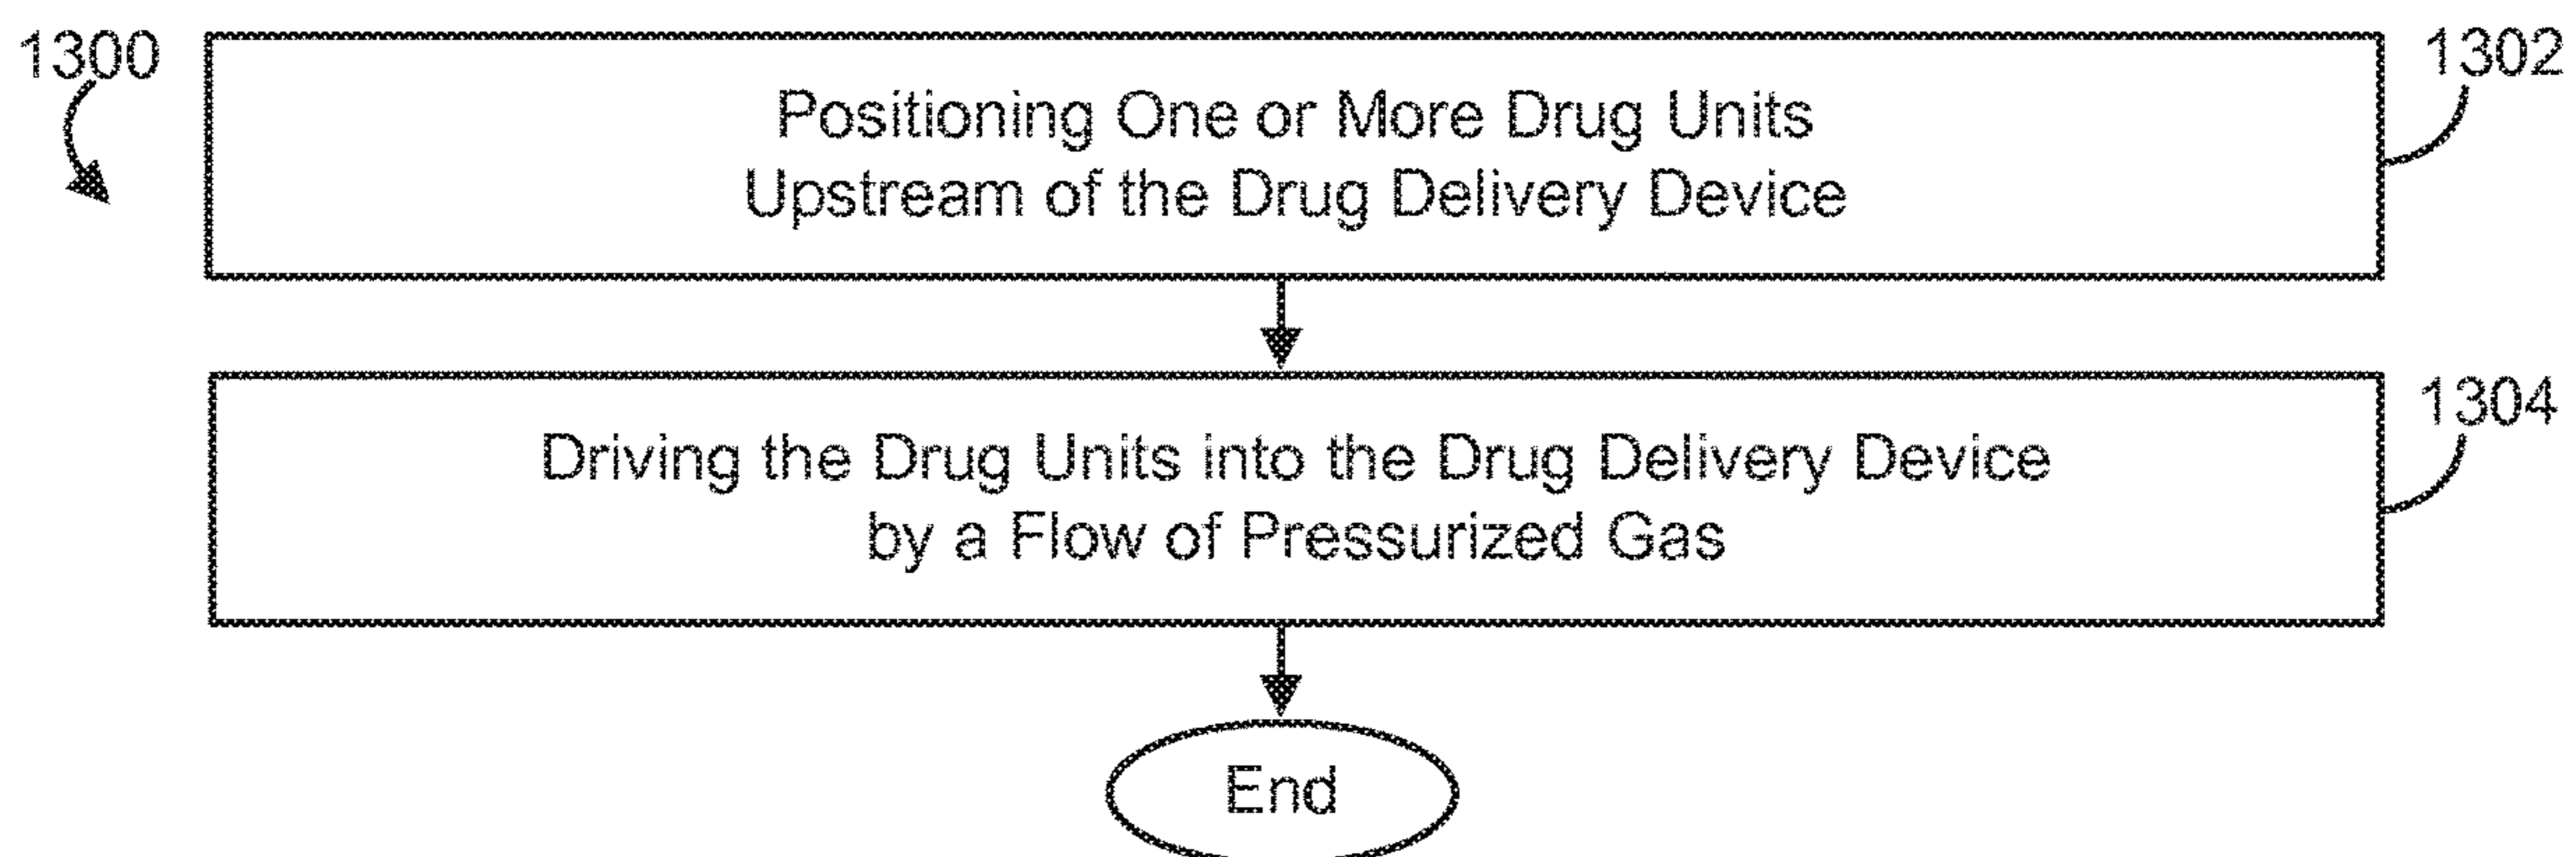 1300
1302
Positioning One or More Drug Units
Upstream of the Drug Delivery Device
1304
Driving the Drug Units into the Drug Delivery Device
by a Flow of Pressurized Gas
End